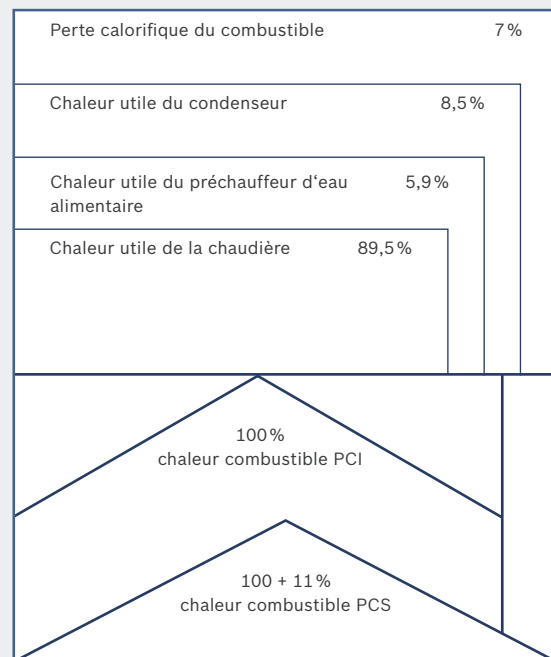 Perte calorifique du combustible 7 %
Chaleur utile du condenseur 8,5 %
Chaleur utile du préchauffeur d‘eau 5,9 %
alimentaire
Chaleur utile de la chaudière 89,5 %
100 %
chaleur combustible PCI
100 + 11 %
chaleur combustible PCS